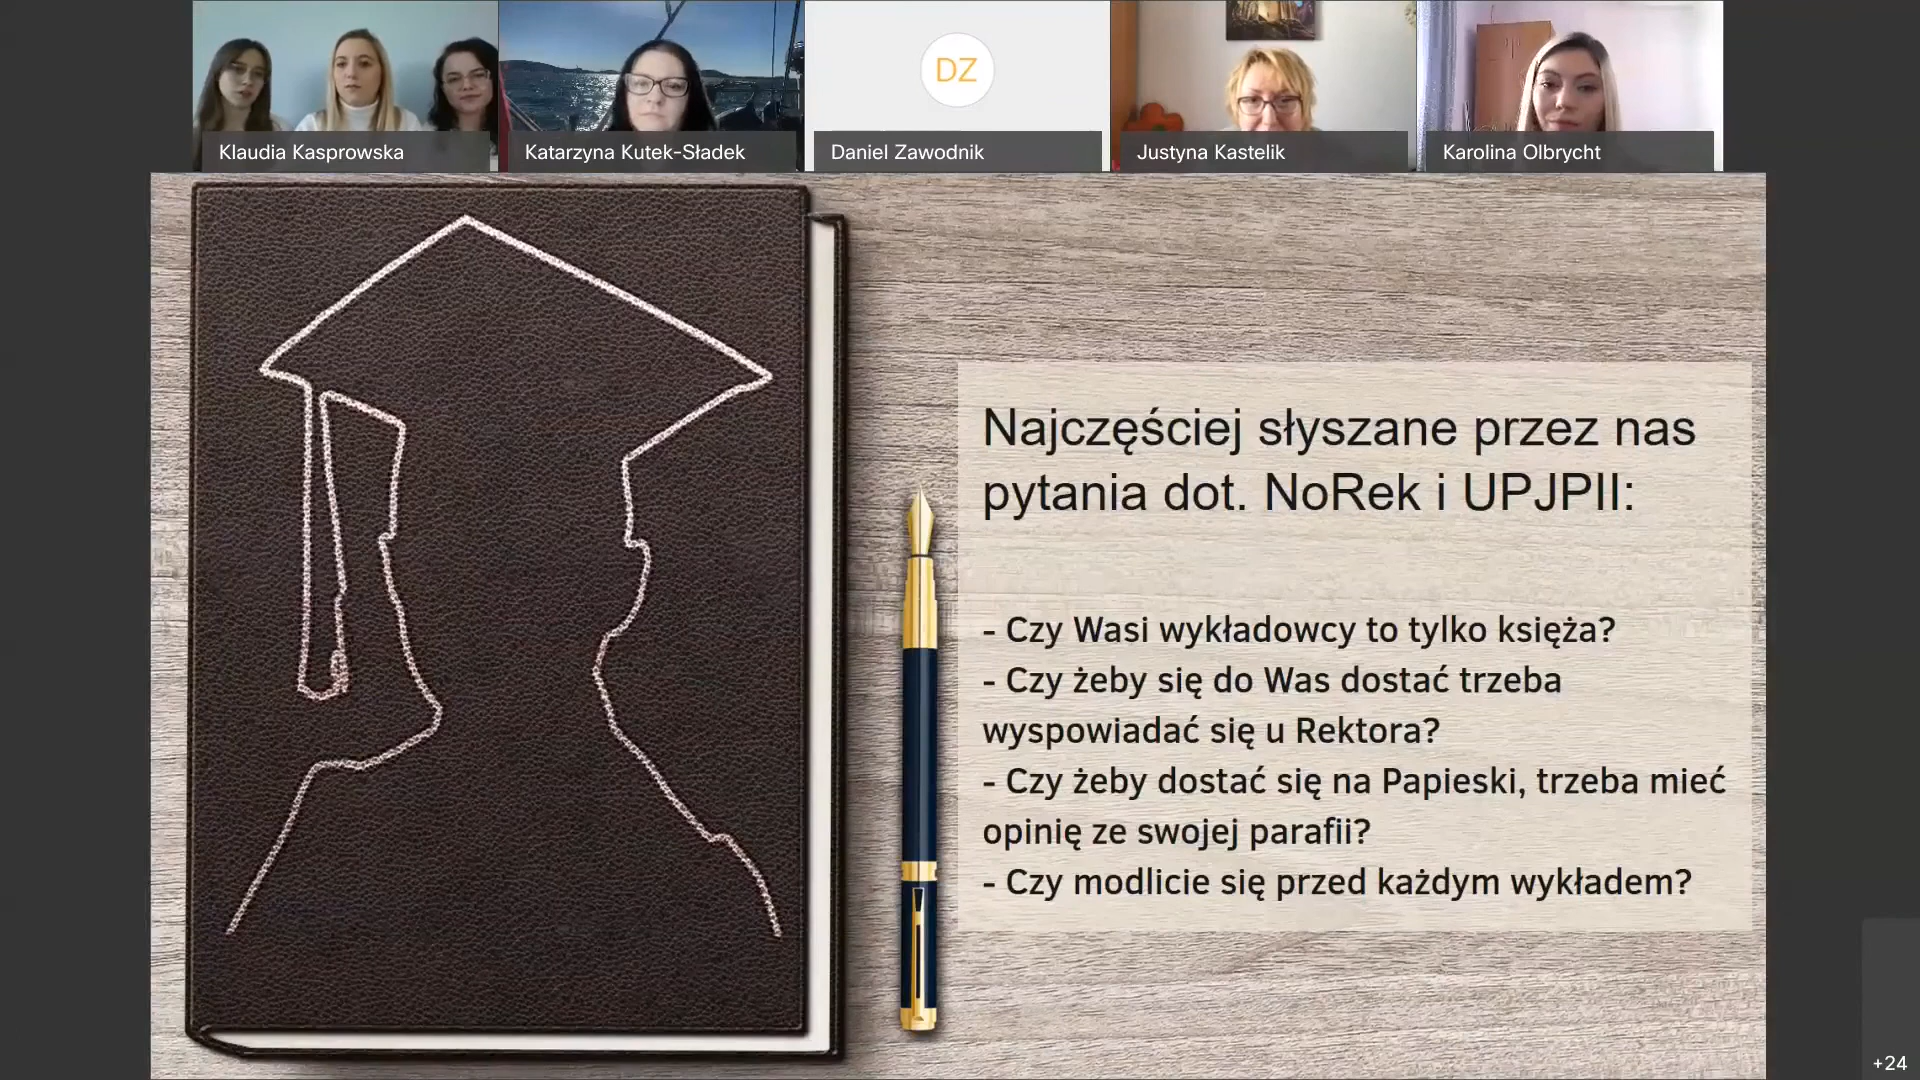 Klaudia Kasprowska
Katarzyna Kutek-Sładek
DZ
Daniel Zawodnik
Justyna Kastelik
Karolina Olbrycht
Najczęściej słyszane przez nas
pytania dot. NoRek i UPJPII:
- Czy Wasi wykładowcy to tylko księża?
- Czy żeby się do Was dostać trzeba
wyspowiadać się u Rektora?
- Czy żeby dostać się na Papieski, trzeba mieć
opinię ze swojej parafii?
- Czy modlicie się przed każdym wykładem?
+24